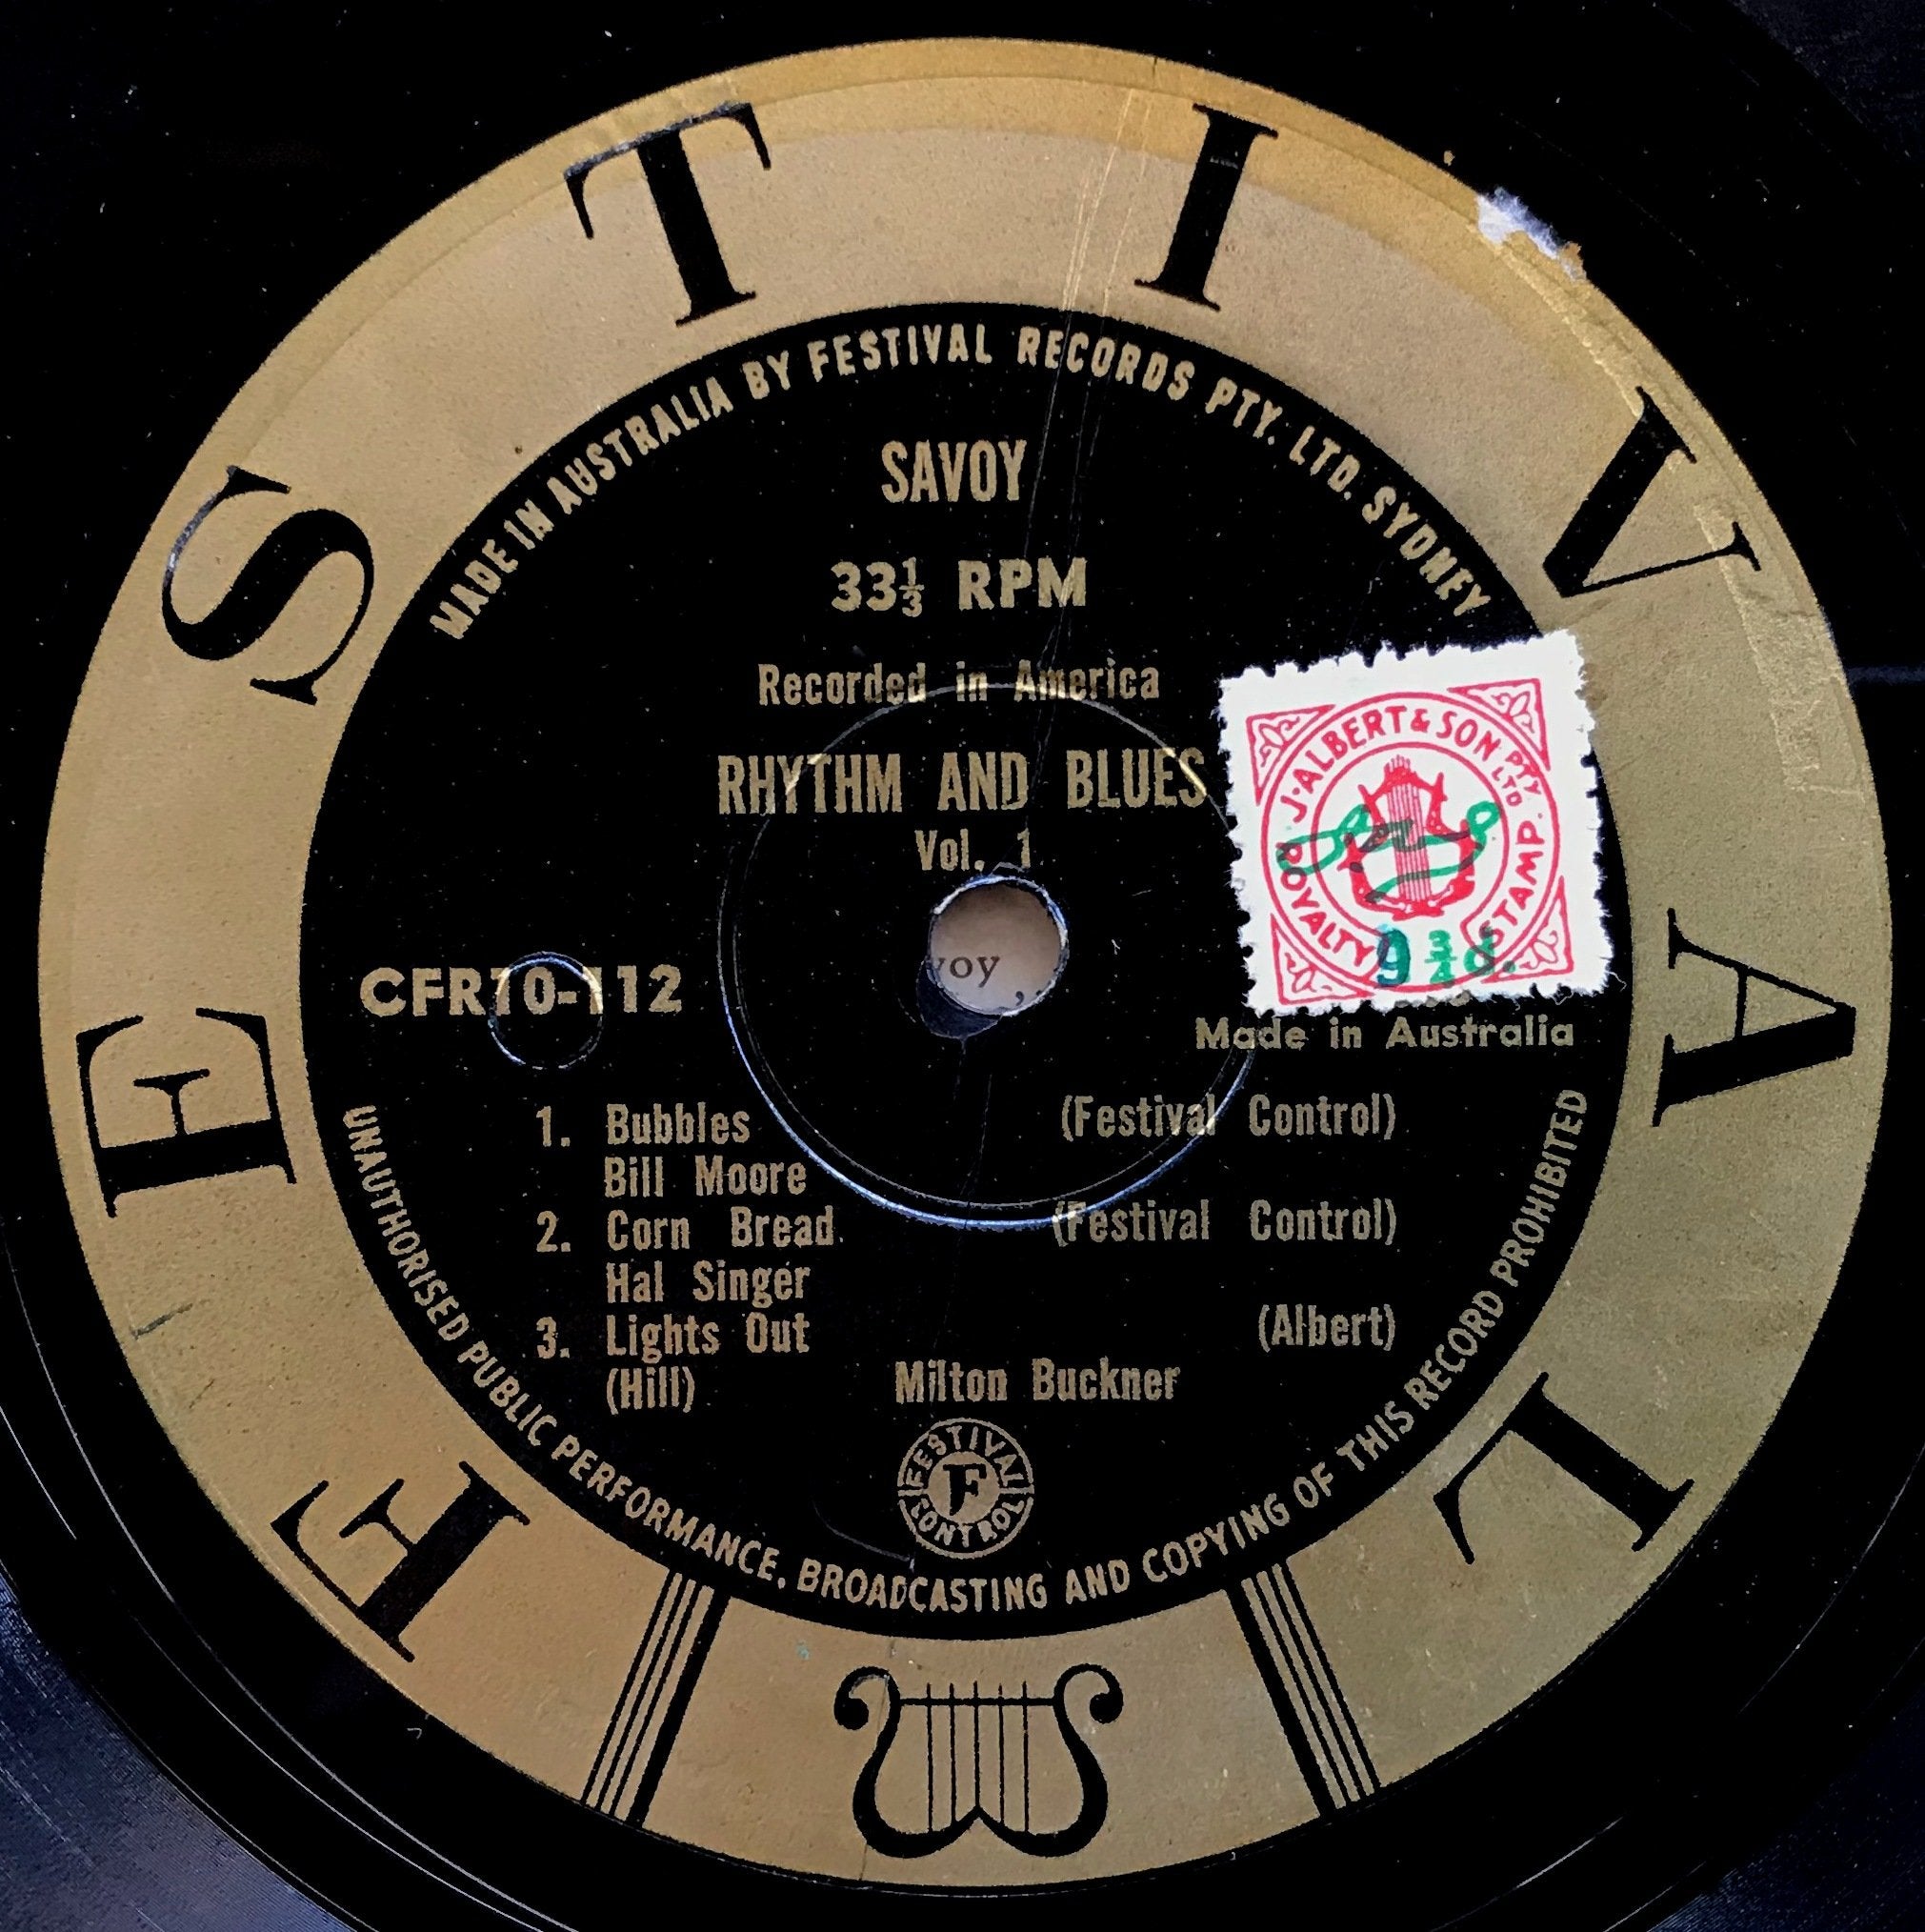 FESTIVAL
MADE IN AUSTRALIA BY FESTIVAL RECORDS PTY. LTD. SYDNEY
SAVOY
33⅓ RPM
Recorded in America
RHYTHM AND BLUES
Vol. 1
J. ALBERT & SON PTY LTD
ROYALTY STAMP.
9¾d.
voy
CFR10-112
Made in Australia
1. Bubbles (Festival Control)
Bill Moore
2. Corn Bread (Festival Control)
Hal Singer
3. Lights Out (Albert)
(Hill) Milton Buckner
FESTIVAL
F
CONTROL
UNAUTHORISED PUBLIC PERFORMANCE, BROADCASTING AND COPYING OF THIS RECORD PROHIBITED